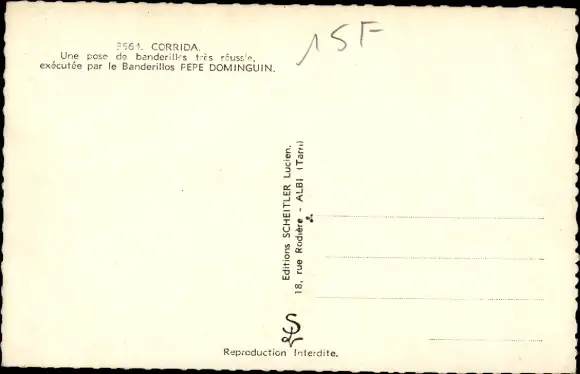 5564. CORRIDA.
Une pose de banderilles très réussie,
exécutée par le Banderillos PEPE DOMINGUIN.
15F
Editions SCHEITLER Lucien.
18, rue Rodière - ALBI (Tarn)
Reproduction Interdite.